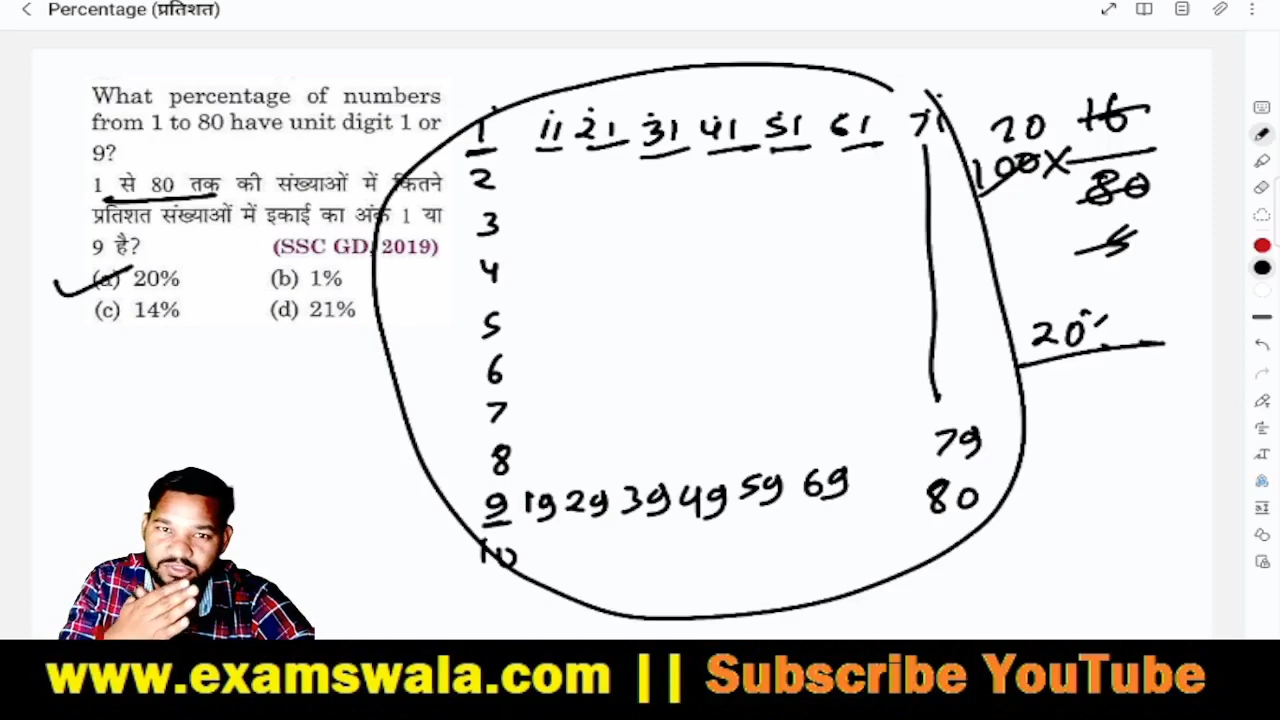 Percentage (प्रतिशत)
What percentage of numbers
from 1 to 80 have unit digit 1 or
9?
1 से 80 तक की संख्याओं में कितने
प्रतिशत संख्याओं में इकाई का अंक 1 या
9 है?
(SSC GD, 2019)
(a) 20% (b) 1%
(c) 14% (d) 21%
1 11 21 31 41 51 61 71
2
3
4
5
6
7
8
9 19 29 39 49 59 69 79
10 80
20 16
100 X
80
5
20%
www.examswala.com || Subscribe YouTube